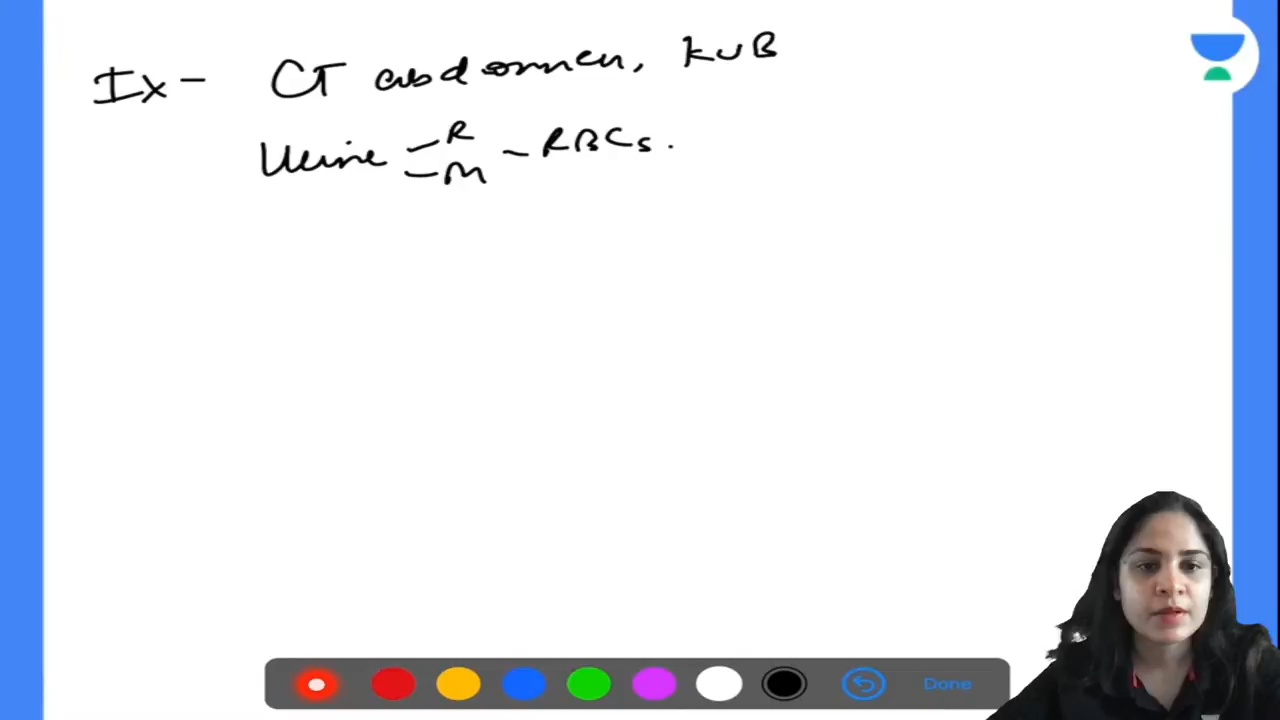 Ix - CT abdomen, KUB
Urine - R
- M - RBCs.
Done